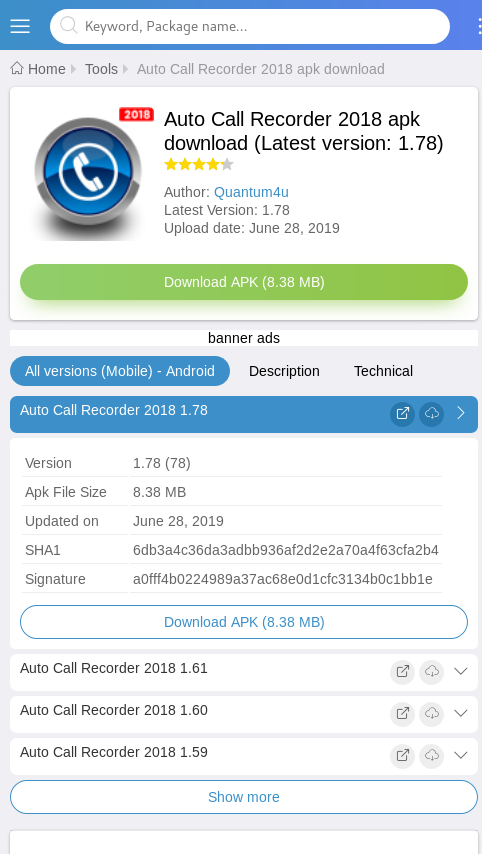 Keyword, Package name...
Home Tools Auto Call Recorder 2018 apk download
2018
Auto Call Recorder 2018 apk
download (Latest version: 1.78)
Author: Quantum4u
Latest Version: 1.78
Upload date: June 28, 2019
Download APK (8.38 MB)
banner ads
All versions (Mobile) - Android Description Technical
Auto Call Recorder 2018 1.78
Version 1.78 (78)
Apk File Size 8.38 MB
Updated on June 28, 2019
SHA1 6db3a4c36da3adbb936af2d2e2a70a4f63cfa2b4
Signature a0fff4b0224989a37ac68e0d1cfc3134b0c1bb1e
Download APK (8.38 MB)
Auto Call Recorder 2018 1.61
Auto Call Recorder 2018 1.60
Auto Call Recorder 2018 1.59
Show more